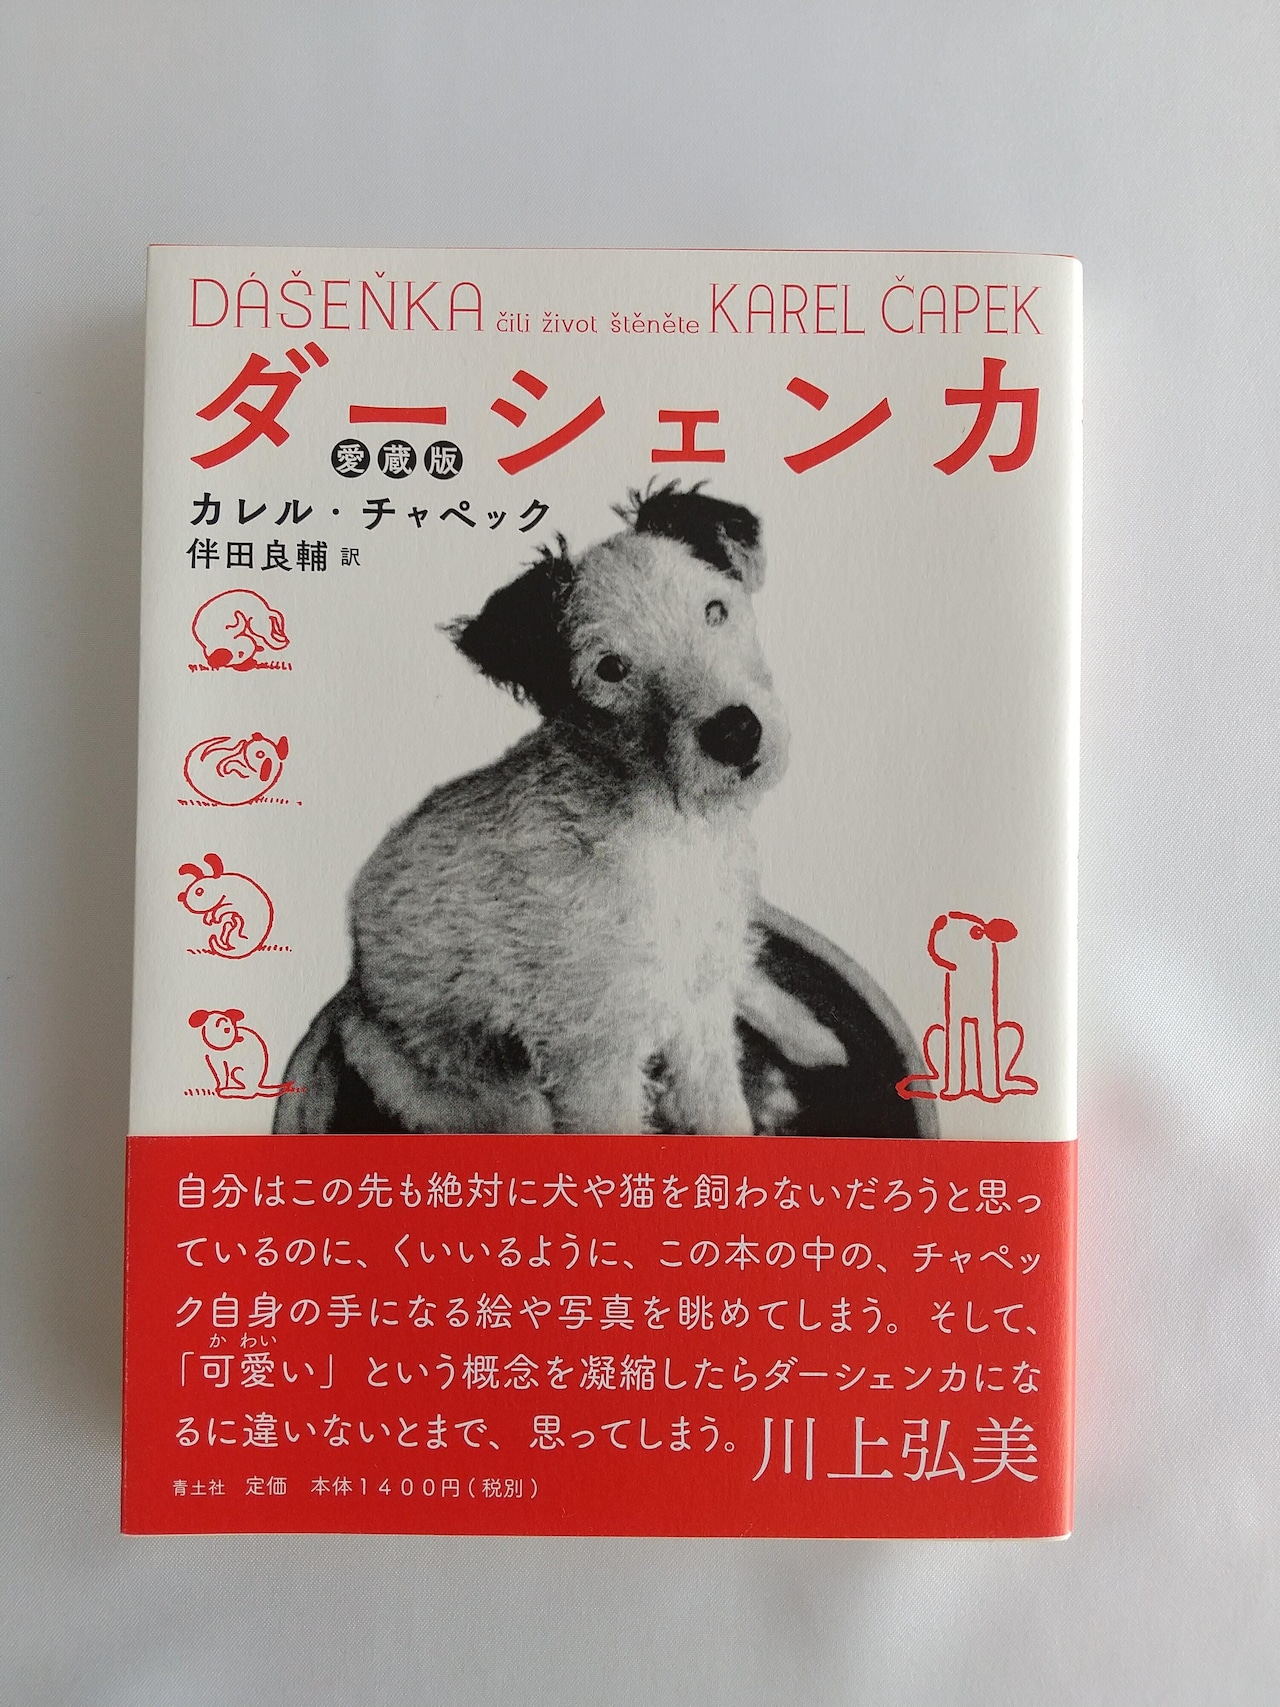 DÁŠEŇKA čili život štěněte KAREL ČAPEK
ダーシェンカ
愛蔵版
カレル・チャペック
伴田良輔 訳
自分はこの先も絶対に犬や猫を飼わないだろうと思っ
ているのに、くいいるように、この本の中の、チャペッ
ク自身の手になる絵や写真を眺めてしまう。そして、
かわい
「可愛い」という概念を凝縮したらダーシェンカにな
るに違いないとまで、思ってしまう。川上弘美
青土社 定価 本体1400円(税別)